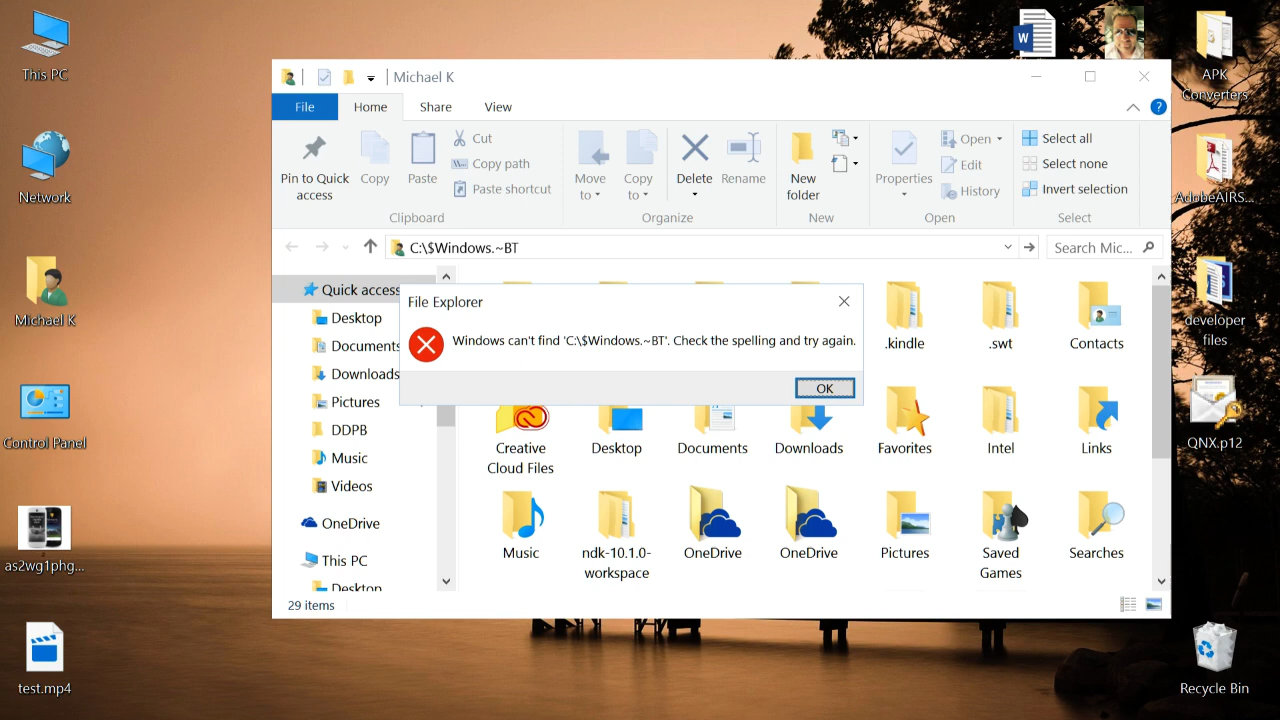 This PC
Network
Michael K
Control Panel
as2wg1phg...
test.mp4
W
APK
Converters
AdobeAIRS...
developer
files
QNX.p12
Recycle Bin
Michael K
File
Home
Share
View
?
Pin to Quick
access
Copy
Paste
Cut
Copy path
Paste shortcut
Clipboard
Move
to
Copy
to
Delete
Rename
Organize
New
folder
New
Properties
Open
Edit
History
Open
Select all
Select none
Invert selection
Select
C:\$Windows.~BT
Search Mic...
Quick access
Desktop
Documents
Downloads
Pictures
DDPB
Music
Videos
OneDrive
This PC
Desktop
File Explorer
Windows can't find 'C:\$Windows.~BT'. Check the spelling and try again.
OK
.kindle
.swt
Contacts
Creative
Cloud Files
Desktop
Documents
Downloads
Favorites
Intel
Links
Music
ndk-10.1.0-
workspace
OneDrive
OneDrive
Pictures
Saved
Games
Searches
29 items